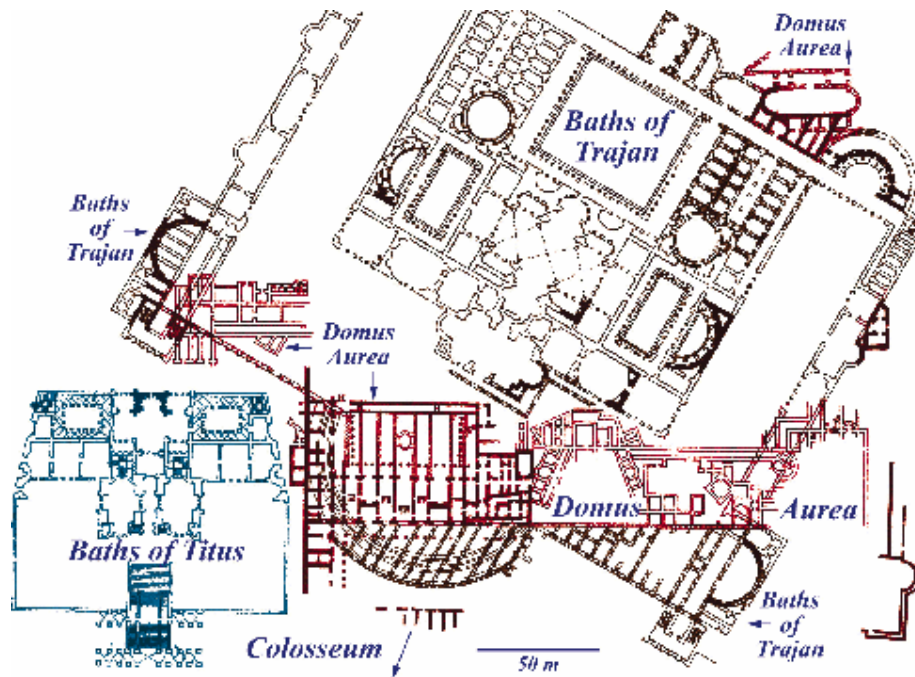 Domus
Aurea
Baths of
Trajan
Baths
of
Trajan
Domus
Aurea
Domus
Aurea
Baths of Titus
Baths
of
Trajan
Colosseum
50 m